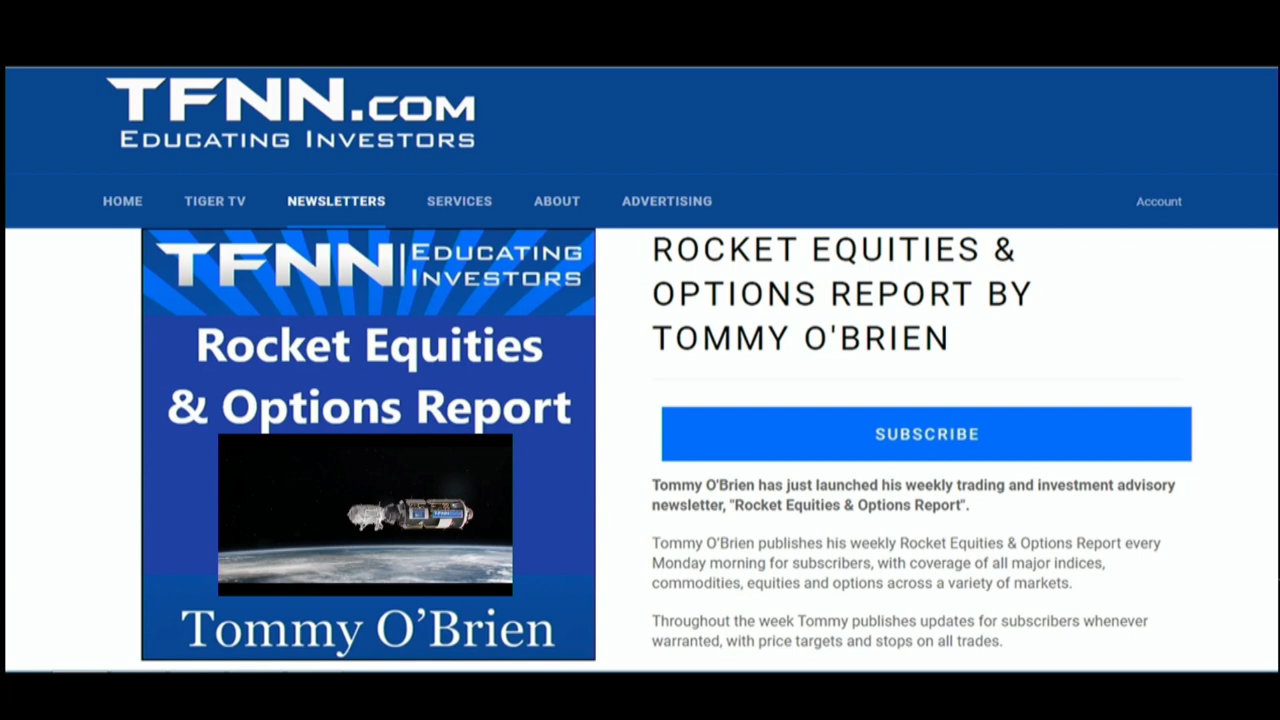 TFNN.COM
EDUCATING INVESTORS
HOME TIGER TV NEWSLETTERS SERVICES ABOUT ADVERTISING Account
TFNN EDUCATING
INVESTORS
Rocket Equities
& Options Report
TFNN
Tommy O’Brien
ROCKET EQUITIES &
OPTIONS REPORT BY
TOMMY O'BRIEN
SUBSCRIBE
Tommy O'Brien has just launched his weekly trading and investment advisory
newsletter, "Rocket Equities & Options Report".
Tommy O'Brien publishes his weekly Rocket Equities & Options Report every
Monday morning for subscribers, with coverage of all major indices,
commodities, equities and options across a variety of markets.
Throughout the week Tommy publishes updates for subscribers whenever
warranted, with price targets and stops on all trades.